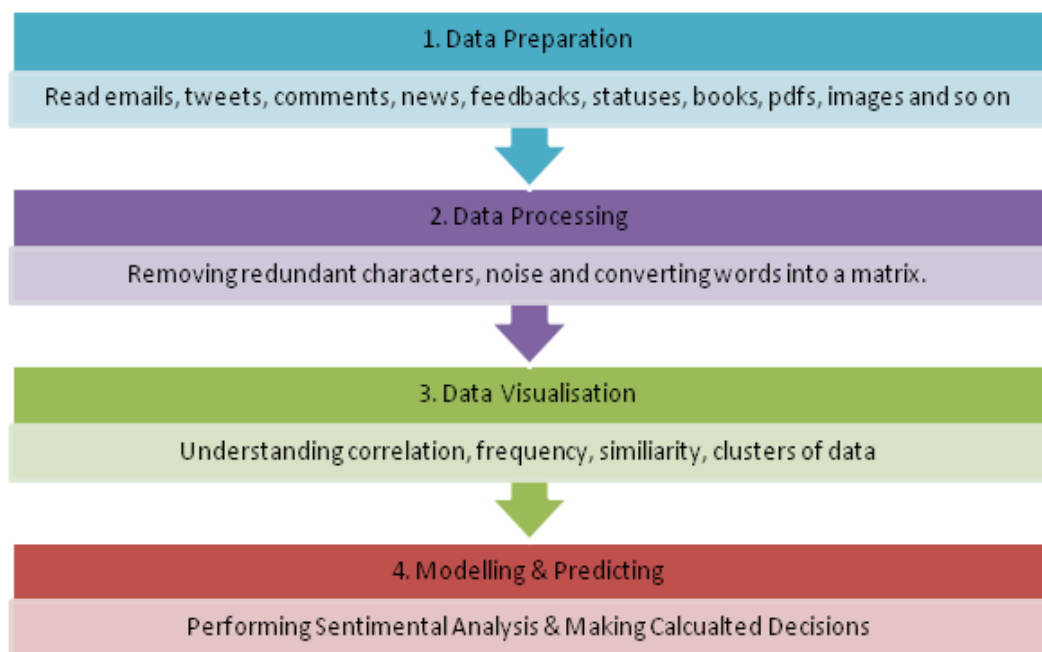 1. Data Preparation
Read emails, tweets, comments, news, feedbacks, statuses, books, pdfs, images and so on
2. Data Processing
Removing redundant characters, noise and converting words into a matrix.
3. Data Visualisation
Understanding correlation, frequency, similiarity, clusters of data
4. Modelling & Predicting
Performing Sentimental Analysis & Making Calcualted Decisions